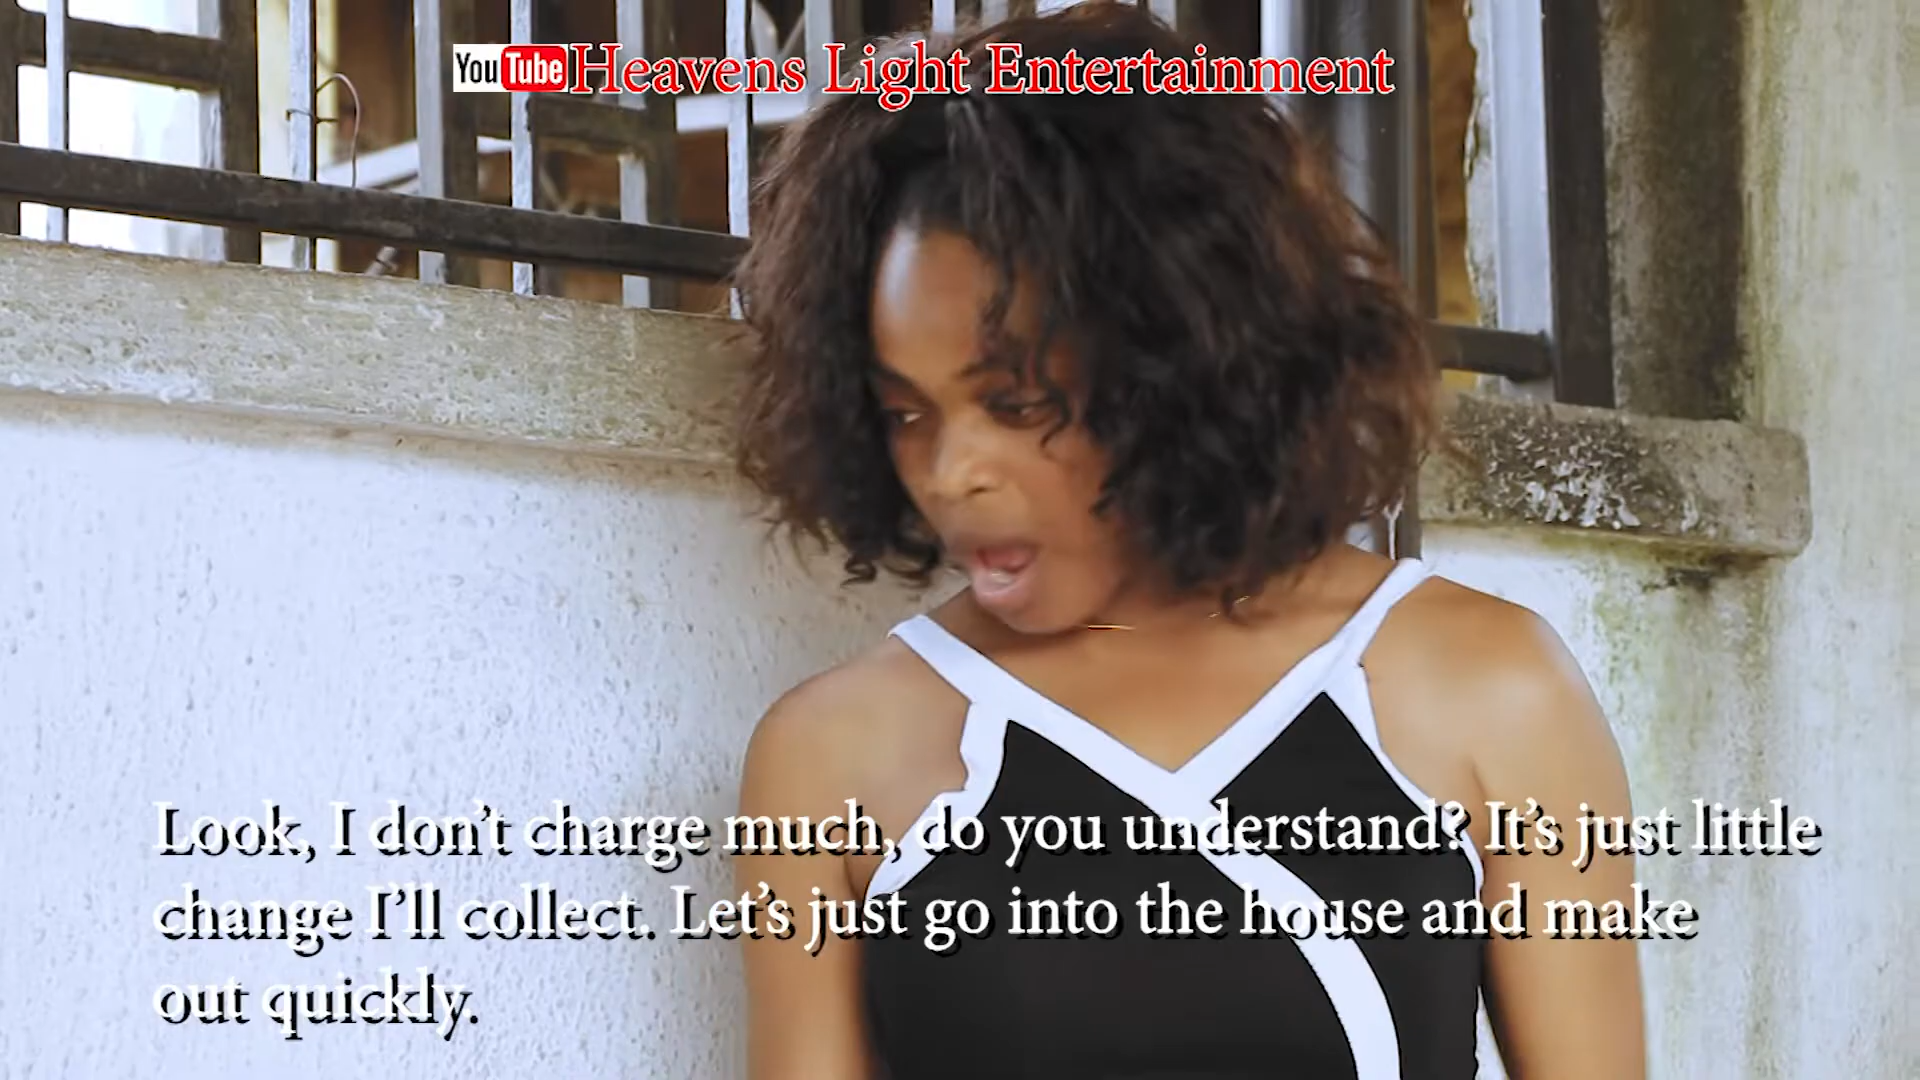 YouTube Heavens Light Entertainment
Look, I don't charge much, do you understand? It's just little
change I'll collect. Let's just go into the house and make
out quickly.